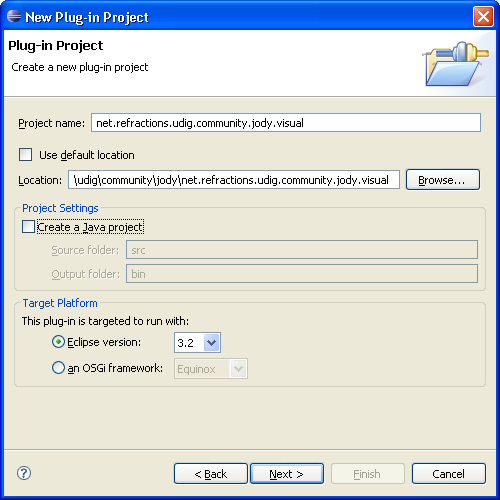 New Plug-in Project
Plug-in Project
Create a new plug-in project
Project name: net.refractions.udig.community.jody.visual
Use default location
Location: \udig\community\jody\net.refractions.udig.community.jody.visual Browse...
Project Settings
Create a Java project
Source folder: src
Output folder: bin
Target Platform
This plug-in is targeted to run with:
Eclipse version: 3.2
an OSGi framework: Equinox
? < Back Next > Finish Cancel